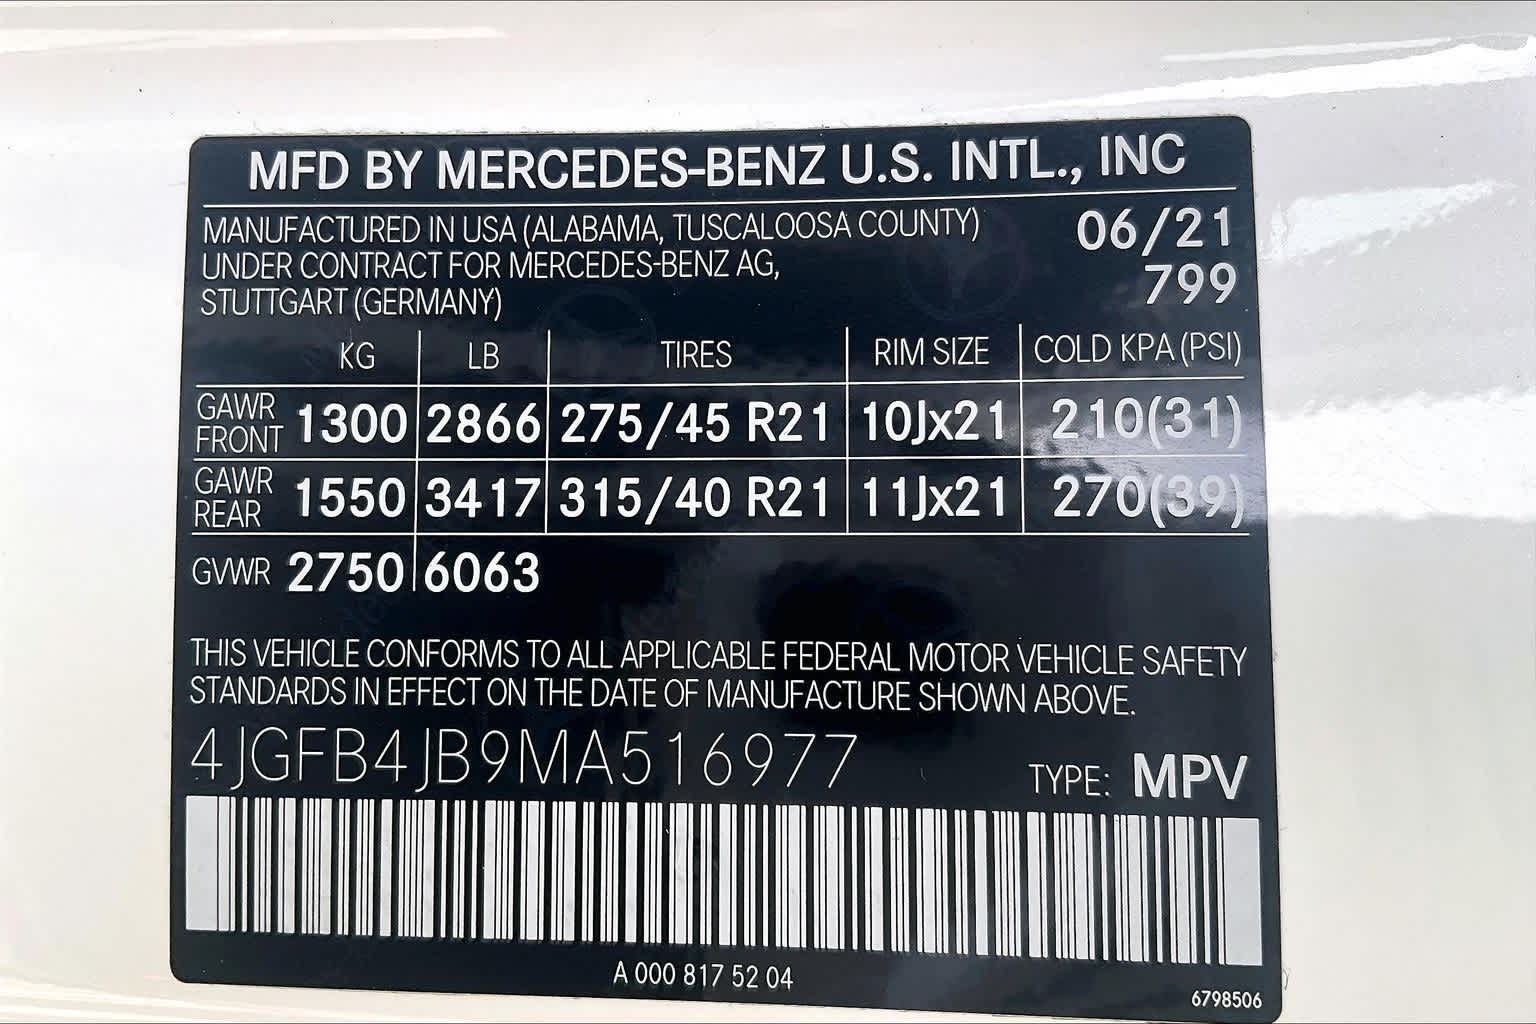 MFD BY MERCEDES-BENZ U.S. INTL., INC
MANUFACTURED IN USA (ALABAMA, TUSCALOOSA COUNTY) 06/21
UNDER CONTRACT FOR MERCEDES-BENZ AG, 799
STUTTGART (GERMANY)
KG LB TIRES RIM SIZE COLD KPA (PSI)
GAWR FRONT 1300 2866 275/45 R21 10Jx21 210(31)
GAWR REAR 1550 3417 315/40 R21 11Jx21 270(39)
GVWR 2750 6063
THIS VEHICLE CONFORMS TO ALL APPLICABLE FEDERAL MOTOR VEHICLE SAFETY
STANDARDS IN EFFECT ON THE DATE OF MANUFACTURE SHOWN ABOVE.
4JGFB4JB9MA516977 TYPE: MPV
A 000 817 52 04
6798506